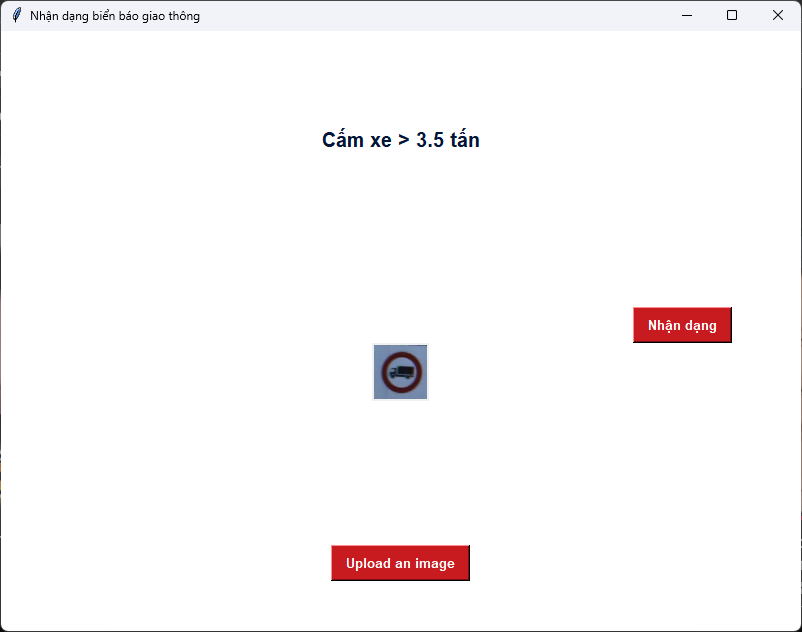 Nhận dạng biển báo giao thông
Cấm xe > 3.5 tấn
Nhận dạng
Upload an image